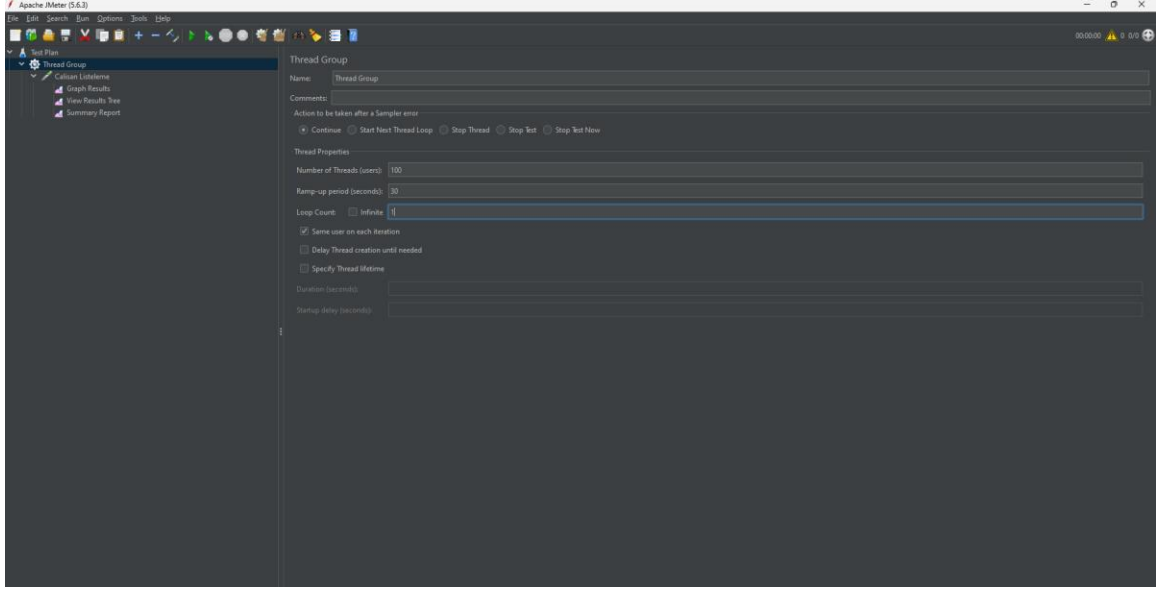 Apache JMeter (5.6.3)
File Edit Search Run Options Tools Help
00:00:00 0 0/0
Test Plan
Thread Group
Calisan Listeleme
Graph Results
View Results Tree
Summary Report
Thread Group
Name: Thread Group
Comments:
Action to be taken after a Sampler error
Continue Start Next Thread Loop Stop Thread Stop Test Stop Test Now
Thread Properties
Number of Threads (users): 100
Ramp-up period (seconds): 30
Loop Count: Infinite 1
Same user on each iteration
Delay Thread creation until needed
Specify Thread lifetime
Duration (seconds):
Startup delay (seconds):